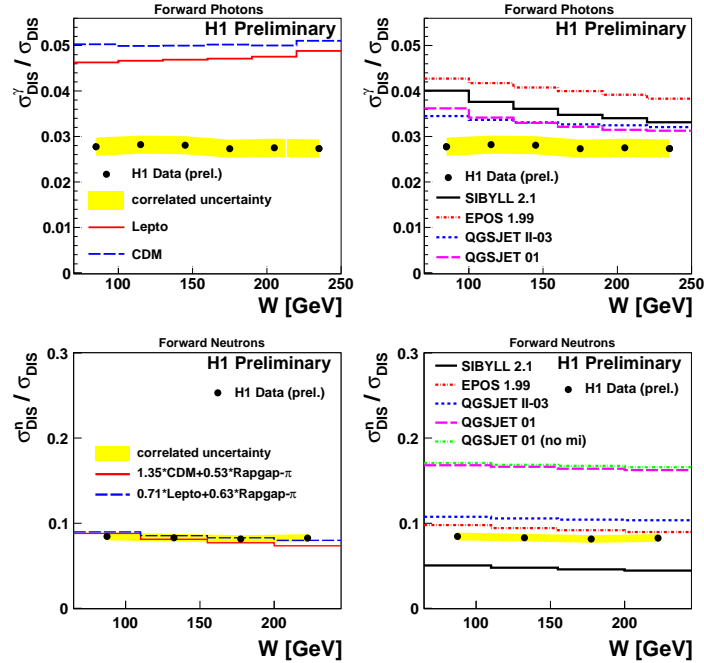 Forward Photons
H1 Preliminary
σ^γ_DIS / σ_DIS
0.05
0.04
0.03
0.02
0.01
0
H1 Data (prel.)
correlated uncertainty
Lepto
CDM
100 150 200 250
W [GeV]
Forward Photons
H1 Preliminary
σ^γ_DIS / σ_DIS
0.05
0.04
0.03
0.02
0.01
0
H1 Data (prel.)
SIBYLL 2.1
EPOS 1.99
QGSJET II-03
QGSJET 01
100 150 200 250
W [GeV]
Forward Neutrons
H1 Preliminary
σ^n_DIS / σ_DIS
0.3
0.2
0.1
0
H1 Data (prel.)
correlated uncertainty
1.35*CDM+0.53*Rapgap-π
0.71*Lepto+0.63*Rapgap-π
100 150 200
W [GeV]
Forward Neutrons
H1 Preliminary
σ^n_DIS / σ_DIS
0.3
0.2
0.1
0
SIBYLL 2.1
EPOS 1.99
H1 Data (prel.)
QGSJET II-03
QGSJET 01
QGSJET 01 (no mi)
100 150 200
W [GeV]